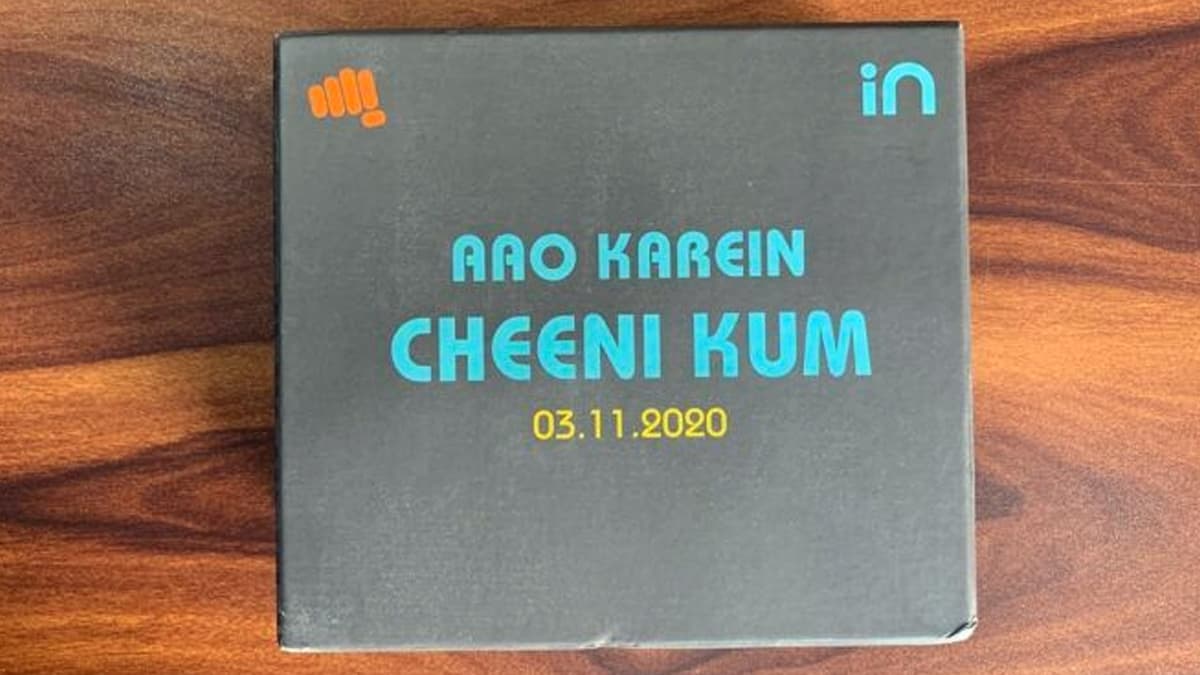 in
AAO KAREIN
CHEENI KUM
03.11.2020